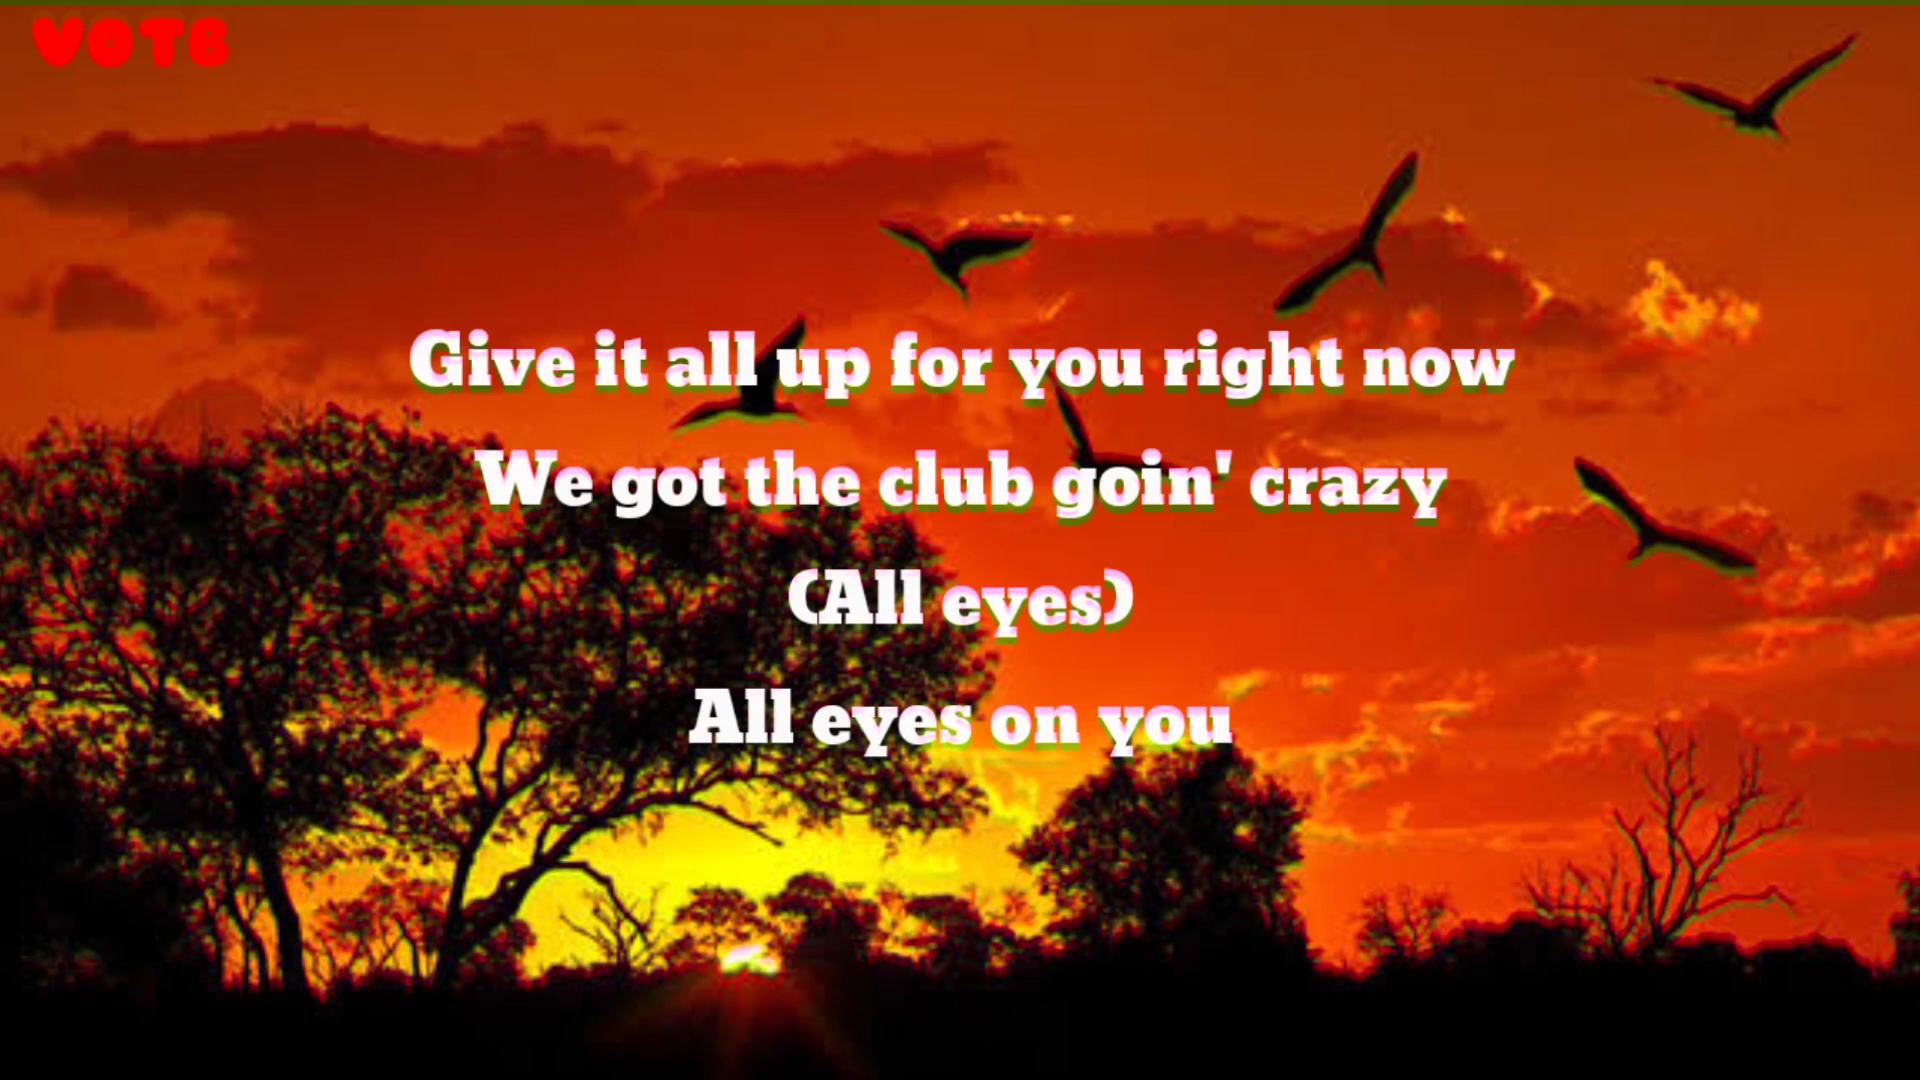 VOTB
Give it all up for you right now
We got the club goin' crazy
(All eyes)
All eyes on you